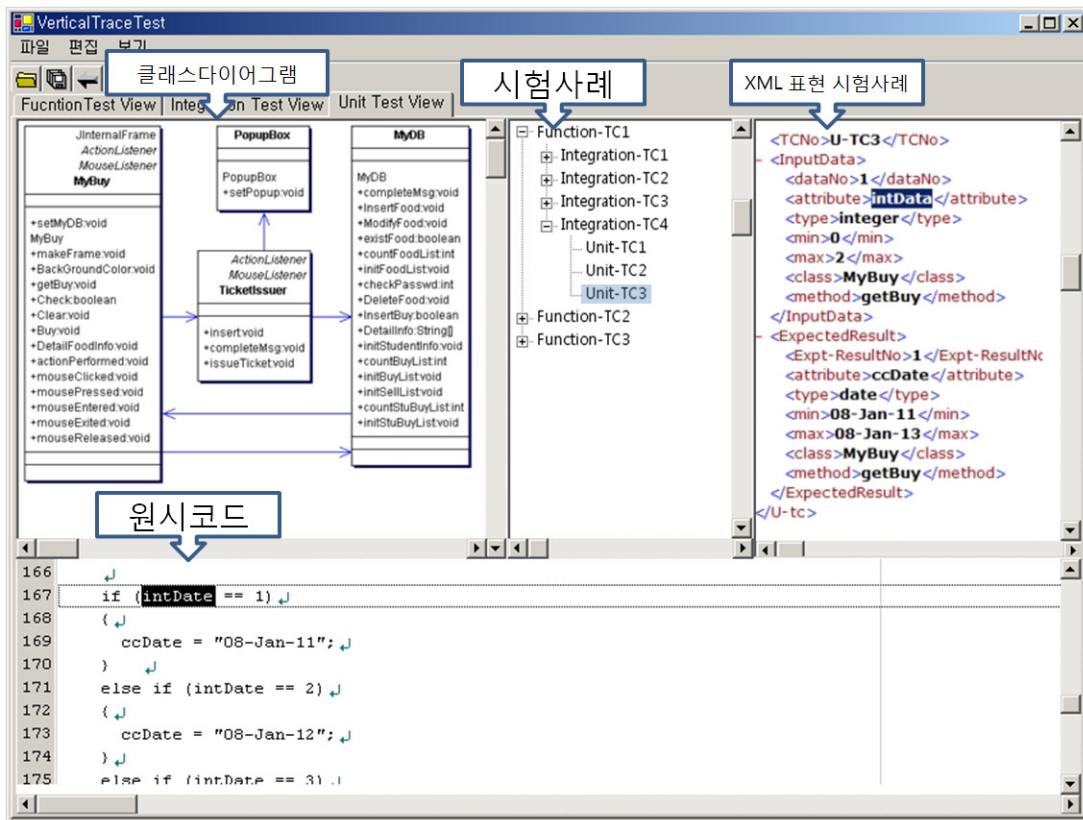 VerticalTraceTest
파일 편집 보기
클래스다이어그램
시험사례
XML 표현 시험사례
FucntionTest View
Integration Test View
Unit Test View
JInternalFrame
ActionListener
MouseListener
MyBuy
+setMyDB:void
MyBuy
+makeFrame:void
+BackGroundColor:void
+getBuy:void
+Check:boolean
+Clear:void
+Buy:void
+DetailFoodInfo:void
+actionPerformed:void
+mouseClicked:void
+mousePressed:void
+mouseEntered:void
+mouseExited:void
+mouseReleased:void
PopupBox
PopupBox
+setPopup:void
ActionListener
MouseListener
TicketIssuer
+insert:void
+completeMsg:void
+issueTicket:void
MyDB
MyDB
+completeMsg:void
+InsertFood:void
+ModifyFood:void
+existFood:boolean
+countFoodList:int
+initFoodList:void
+checkPasswd:int
+DeleteFood:void
+InsertBuy:boolean
+DetailInfo:String[]
+initStudentInfo:void
+countBuyList:int
+initBuyList:void
+initSellList:void
+countStuBuyList:int
+initStuBuyList:void
Function-TC1
Integration-TC1
Integration-TC2
Integration-TC3
Integration-TC4
Unit-TC1
Unit-TC2
Unit-TC3
Function-TC2
Function-TC3
<TCNo>U-TC3</TCNo>
- <InputData>
<dataNo>1</dataNo>
<attribute>intData</attribute>
<type>integer</type>
<min>0</min>
<max>2</max>
<class>MyBuy</class>
<method>getBuy</method>
</InputData>
- <ExpectedResult>
<Expt-ResultNo>1</Expt-ResultNc
<attribute>ccDate</attribute>
<type>date</type>
<min>08-Jan-11</min>
<max>08-Jan-13</max>
<class>MyBuy</class>
<method>getBuy</method>
</ExpectedResult>
</U-tc>
원시코드
166
167 if (intDate == 1)
168 {
169 ccDate = "08-Jan-11";
170 }
171 else if (intDate == 2)
172 {
173 ccDate = "08-Jan-12";
174 }
175 else if (intDate == 3)